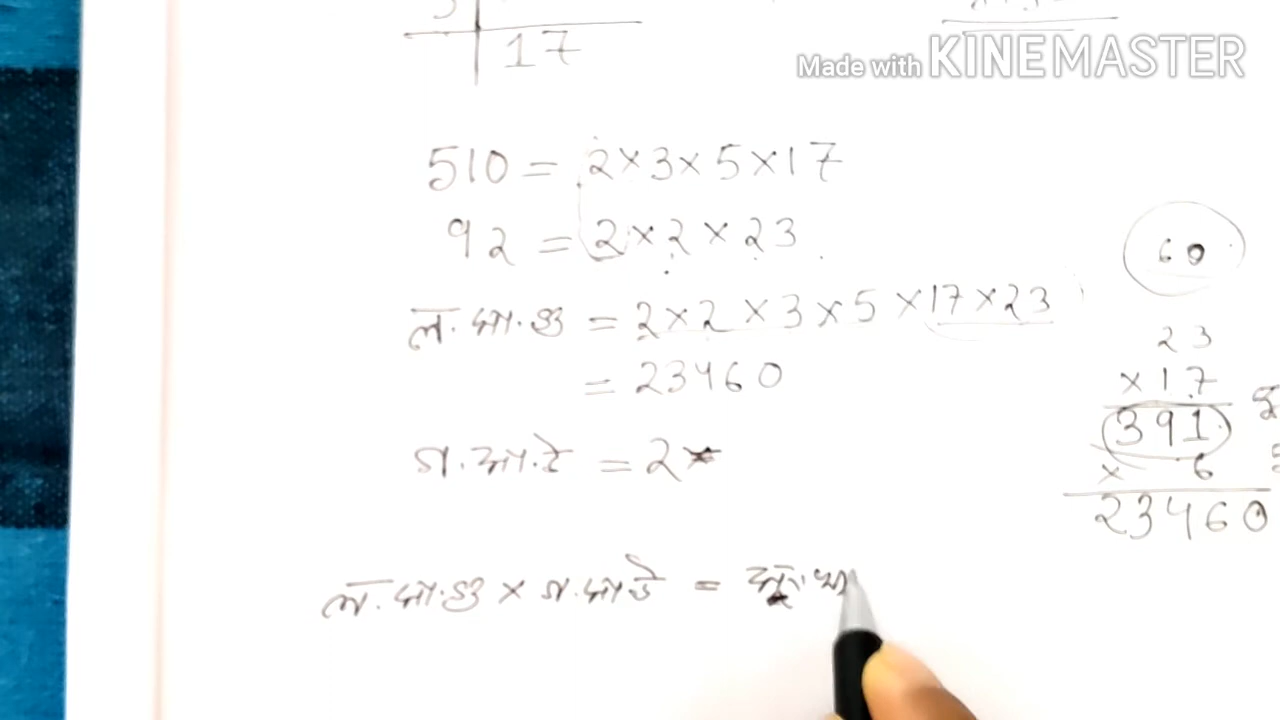 17
Made with KINEMASTER
510 = 2×3×5×17
92 = 2×2×23
60
ল.সা.গু = 2×2×3×5×17×23
= 23460
23
×17
391
× 6
23460
গ.সা.উ = 2
ল.সা.গু × গ.সা.উ =